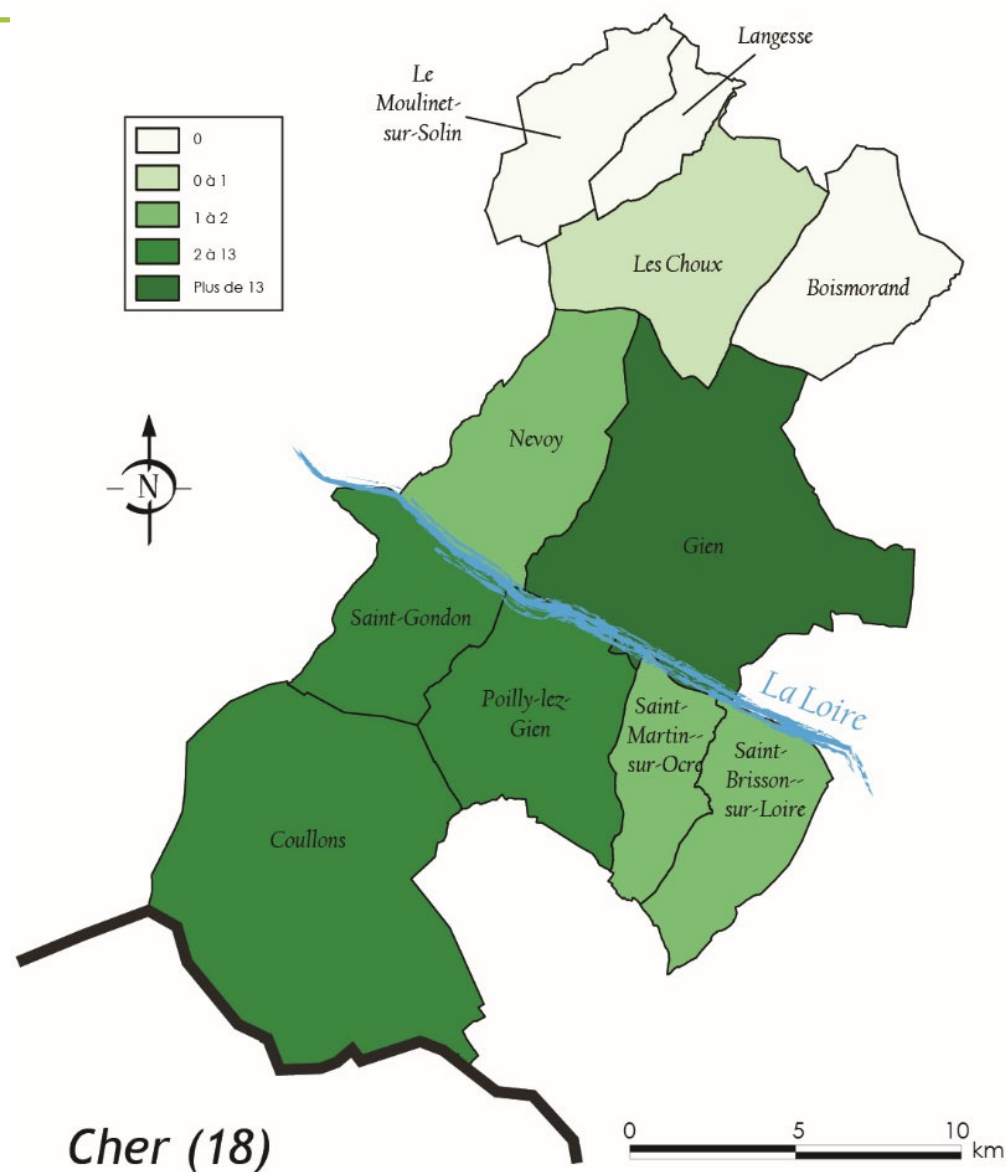 Langesse
Le
Moulinet-
sur-Solin
0
0 à 1
1 à 2
2 à 13
Plus de 13
Les Choux
Boismorand
N
Nevoy
Gien
Saint-Gondon
Poilly-lez-
Gien
Saint-
Martin--
sur-Ocre
La Loire
Saint-
Brisson--
sur-Loire
Coullons
Cher (18)
0 5 10
km